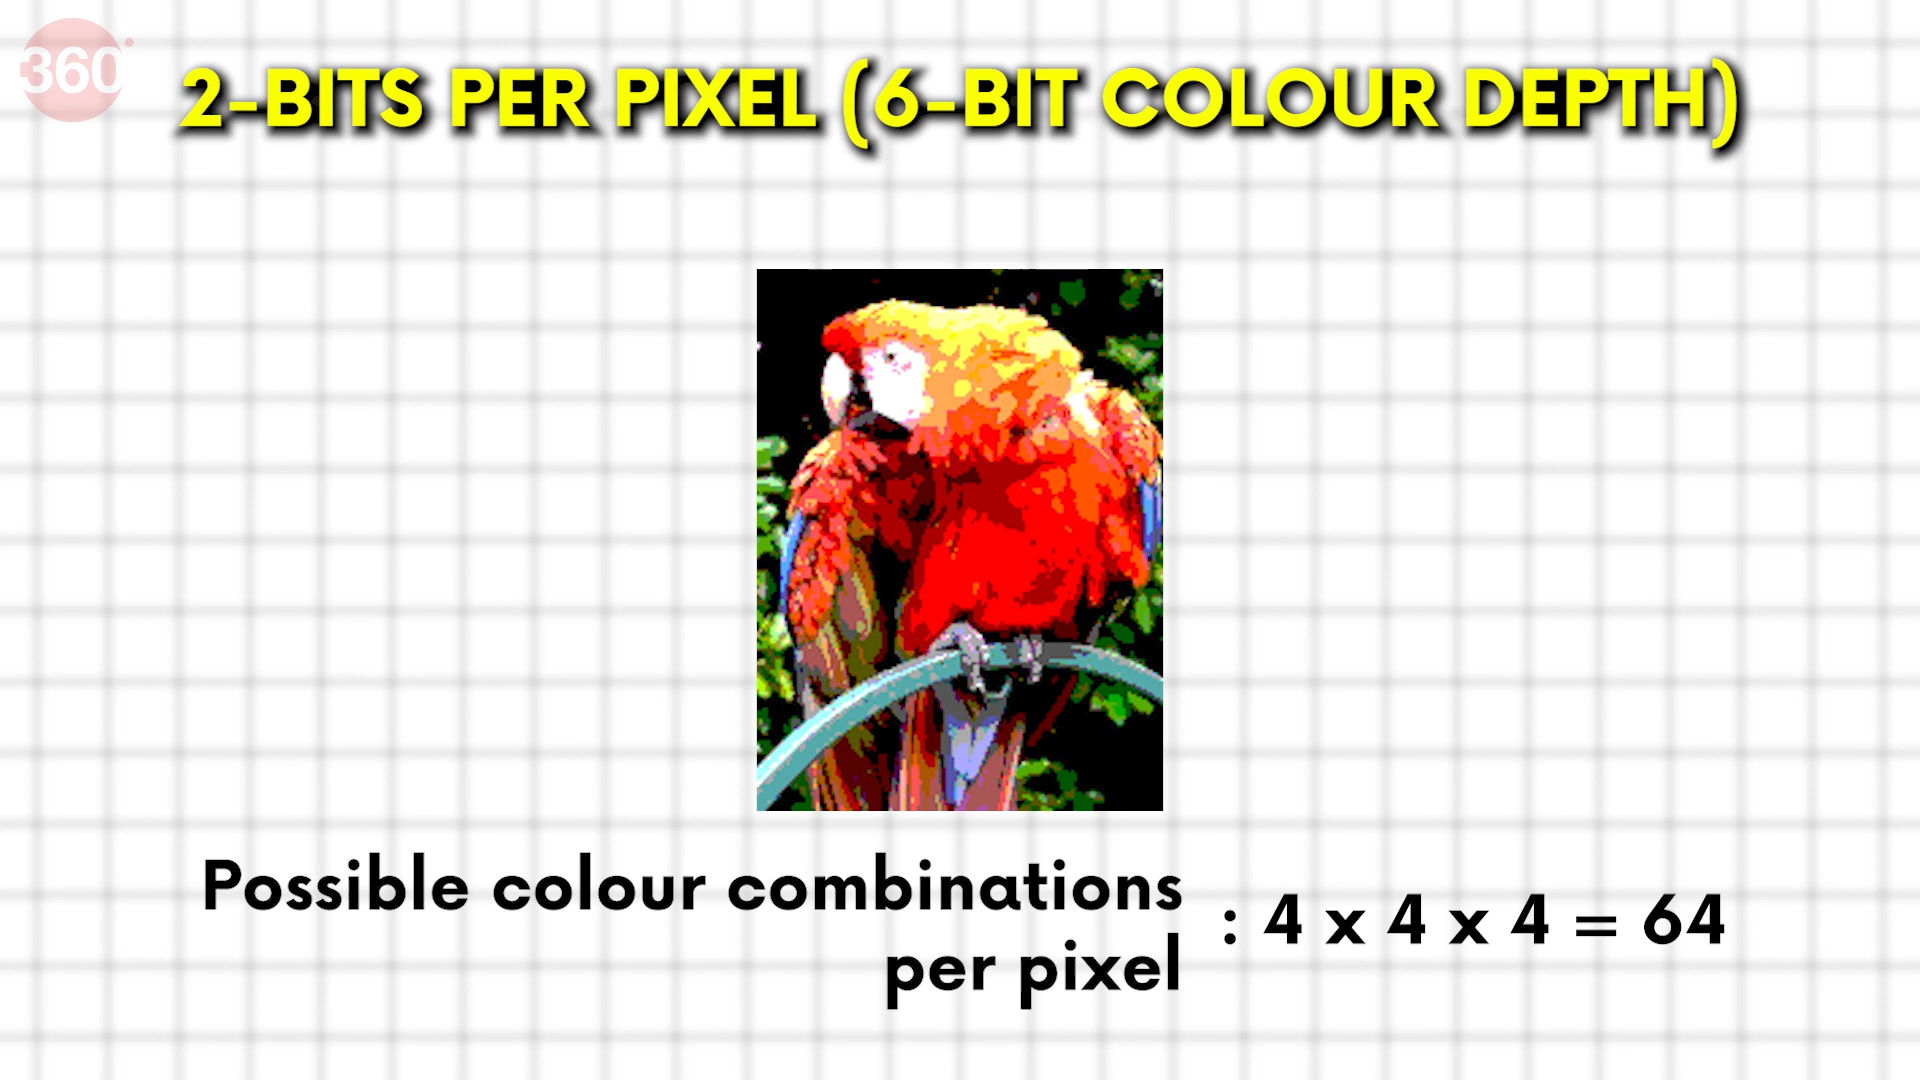 360°
2-BITS PER PIXEL (6-BIT COLOUR DEPTH)
Possible colour combinations
per pixel
: 4 x 4 x 4 = 64